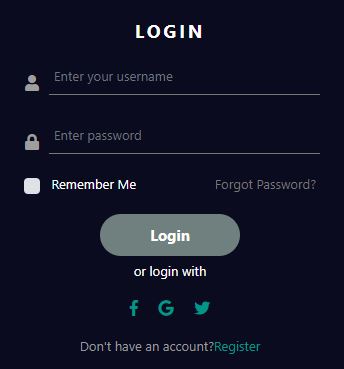 LOGIN
Enter your username
Enter password
Remember Me Forgot Password?
Login
or login with
Don't have an account?Register